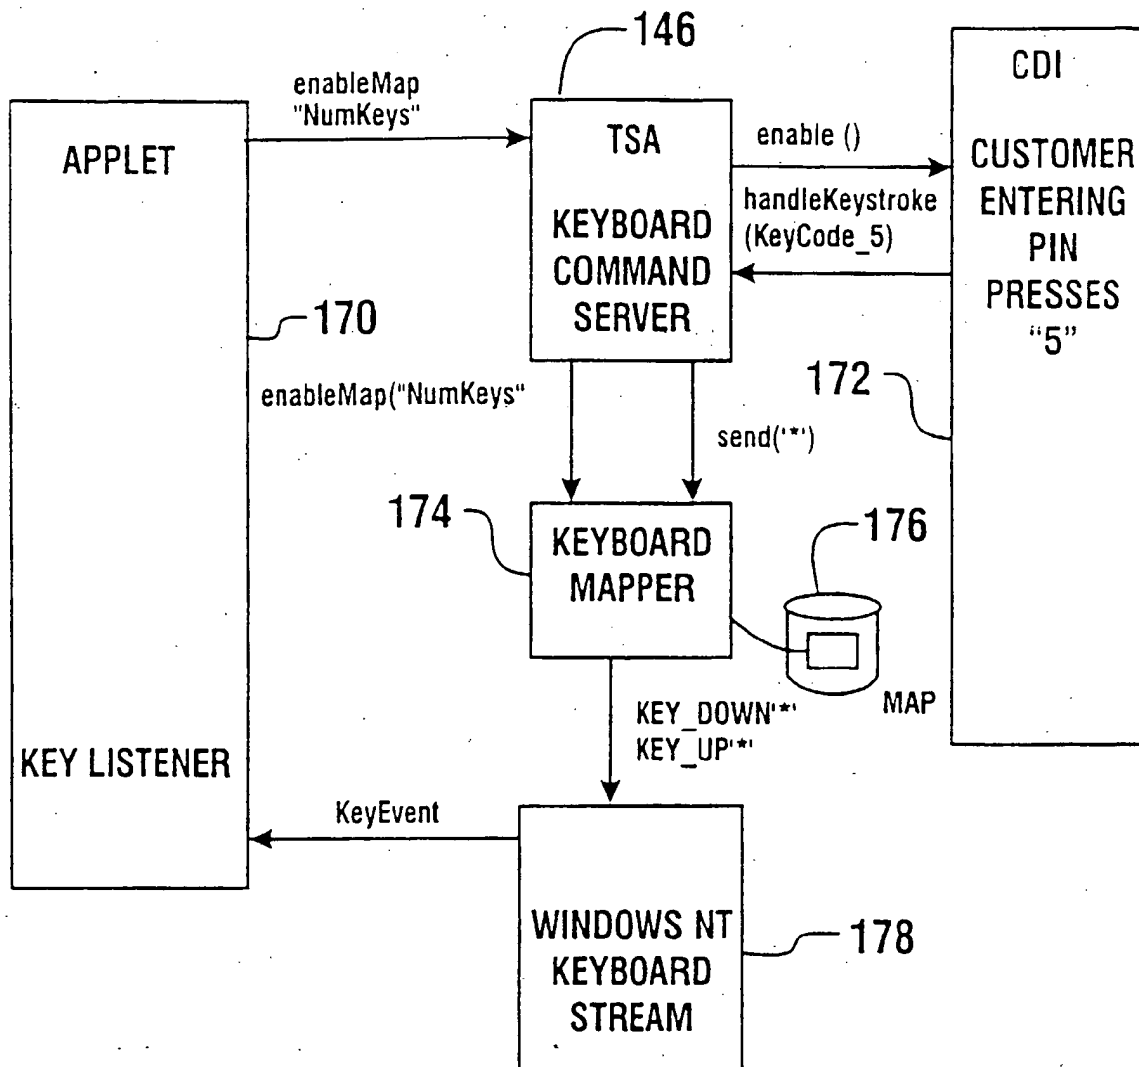 146
enableMap
"NumKeys"
APPLET
TSA
KEYBOARD
COMMAND
SERVER
enable ()
handleKeystroke
(KeyCode_5)
CDI
CUSTOMER
ENTERING
PIN
PRESSES
"5"
170
enableMap("NumKeys"
send('*')
172
174
KEYBOARD
MAPPER
176
MAP
KEY_DOWN'*'
KEY_UP'*'
KEY LISTENER
KeyEvent
WINDOWS NT
KEYBOARD
STREAM
178